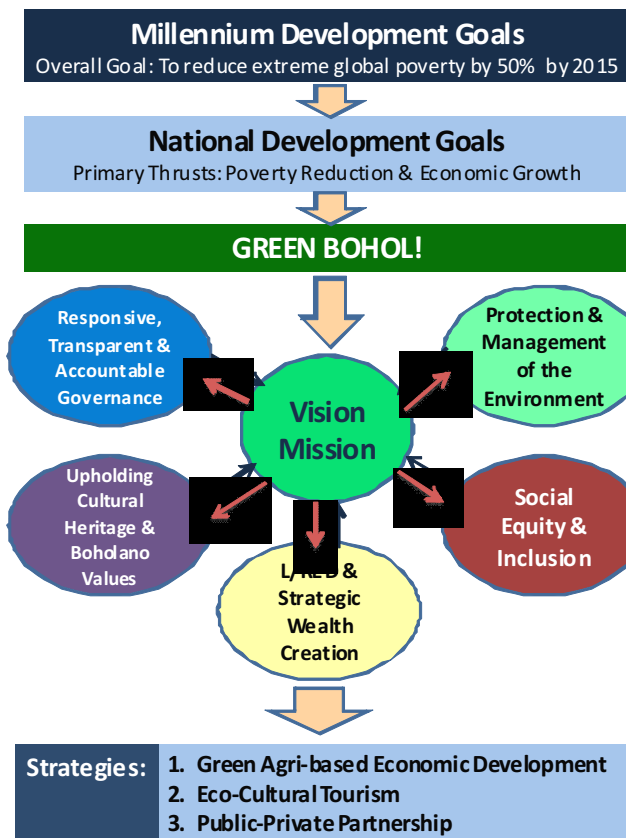 Millennium Development Goals
Overall Goal: To reduce extreme global poverty by 50% by 2015
National Development Goals
Primary Thrusts: Poverty Reduction & Economic Growth
GREEN BOHOL!
Responsive,
Transparent &
Accountable
Governance
Protection &
Management
of the
Environment
Vision
Mission
Upholding
Cultural
Heritage &
Boholano
Values
Social
Equity &
Inclusion
&
Strategic
Wealth
Creation
Strategies:
1. Green Agri-based Economic Development
2. Eco-Cultural Tourism
3. Public-Private Partnership